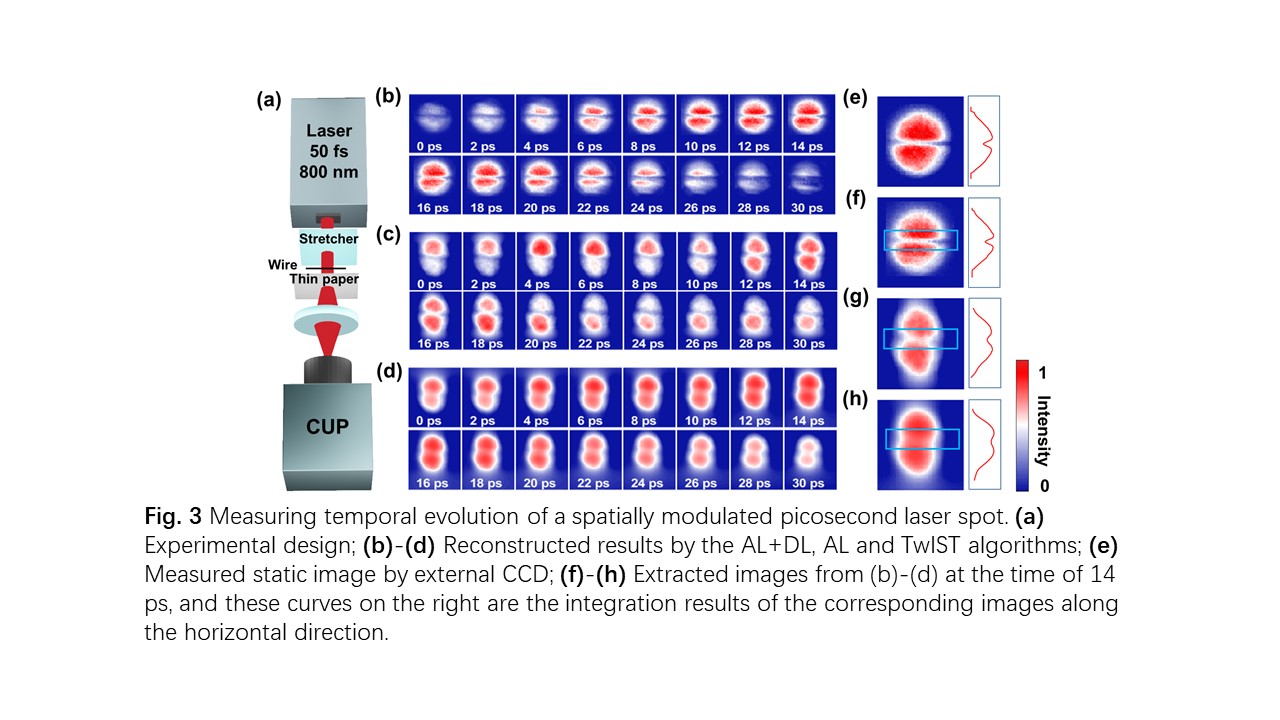 (a)
Laser
50 fs
800 nm
Stretcher
Wire
Thin paper
CUP
(b)
0 ps 2 ps 4 ps 6 ps 8 ps 10 ps 12 ps 14 ps
16 ps 18 ps 20 ps 22 ps 24 ps 26 ps 28 ps 30 ps
(c)
0 ps 2 ps 4 ps 6 ps 8 ps 10 ps 12 ps 14 ps
16 ps 18 ps 20 ps 22 ps 24 ps 26 ps 28 ps 30 ps
(d)
0 ps 2 ps 4 ps 6 ps 8 ps 10 ps 12 ps 14 ps
16 ps 18 ps 20 ps 22 ps 24 ps 26 ps 28 ps 30 ps
(e)
(f)
(g)
(h)
1
Intensity
0
Fig. 3 Measuring temporal evolution of a spatially modulated picosecond laser spot. (a)
Experimental design; (b)-(d) Reconstructed results by the AL+DL, AL and TwIST algorithms; (e)
Measured static image by external CCD; (f)-(h) Extracted images from (b)-(d) at the time of 14
ps, and these curves on the right are the integration results of the corresponding images along
the horizontal direction.